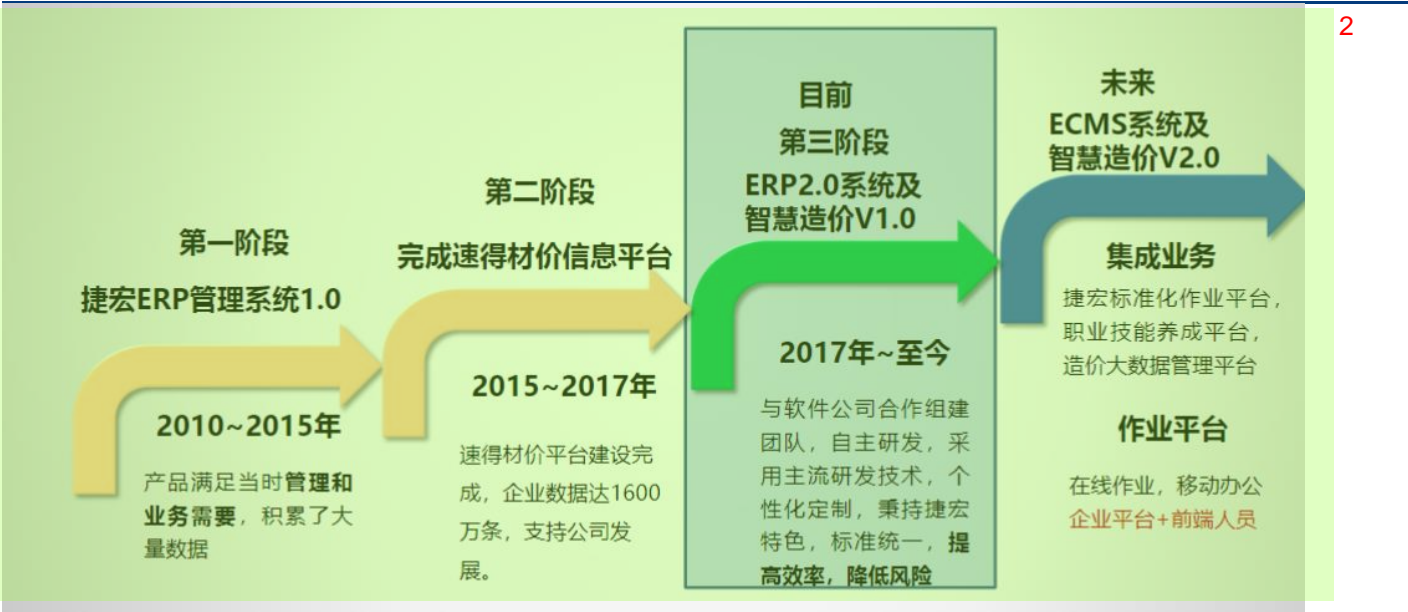 2
第一阶段
捷宏ERP管理系统1.0
2010~2015年
产品满足当时管理和
业务需要，积累了大
量数据
第二阶段
完成速得材价信息平台
2015~2017年
速得材价平台建设完
成，企业数据达1600
万条，支持公司发
展。
目前
第三阶段
ERP2.0系统及
智慧造价V1.0
2017年~至今
与软件公司合作组建
团队，自主研发，采
用主流研发技术，个
性化定制，秉持捷宏
特色，标准统一，提
高效率，降低风险
未来
ECMS系统及
智慧造价V2.0
集成业务
捷宏标准化作业平台，
职业技能养成平台，
造价大数据管理平台
作业平台
在线作业，移动办公
企业平台+前端人员